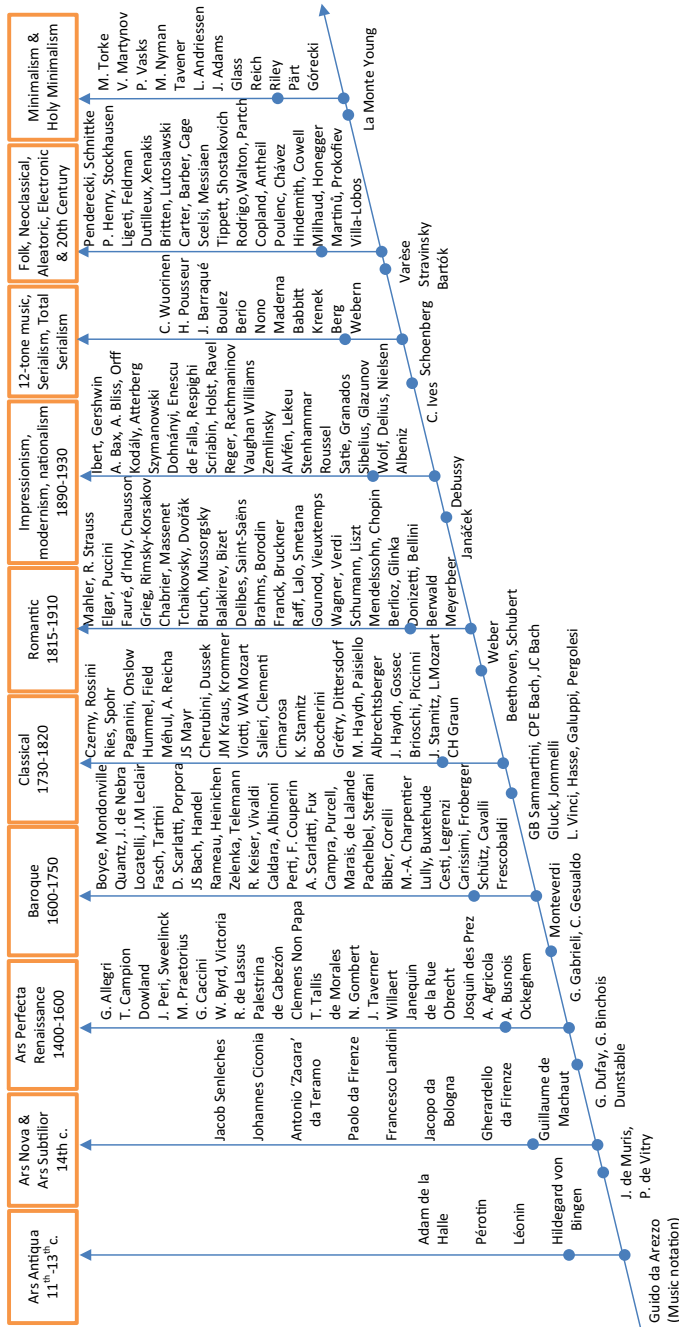 Ars Antiqua
11th-13th c.
Adam de la
Halle
Pérotin
Léonin
Hildegard von
Bingen
Guido da Arezzo
(Music notation)
Ars Nova &
Ars Subtilior
14th c.
Jacob Senleches
Johannes Ciconia
Antonio 'Zacara'
da Teramo
Paolo da Firenze
Francesco Landini
Jacopo da
Bologna
Gherardello
da Firenze
Guillaume de
Machaut
J. de Muris,
P. de Vitry
Ars Perfecta
Renaissance
1400-1600
G. Allegri
T. Campion
Dowland
J. Peri, Sweelinck
M. Praetorius
G. Caccini
W. Byrd, Victoria
R. de Lassus
Palestrina
de Cabezón
Clemens Non Papa
T. Tallis
de Morales
N. Gombert
J. Taverner
Willaert
Janequin
de la Rue
Obrecht
Josquin des Prez
A. Agricola
A. Busnois
Ockeghem
G. Dufay, G. Binchois
Dunstable
Baroque
1600-1750
Boyce, Mondonville
Quantz, J. de Nebra
Locatelli, J.M Leclair
Fasch, Tartini
D. Scarlatti, Porpora
JS Bach, Handel
Rameau, Heinichen
Zelenka, Telemann
R. Keiser, Vivaldi
Caldara, Albinoni
Perti, F. Couperin
A. Scarlatti, Fux
Campra, Purcell,
Marais, de Lalande
Pachelbel, Steffani
Biber, Corelli
M.-A. Charpentier
Lully, Buxtehude
Cesti, Legrenzi
Carissimi, Froberger
Schütz, Cavalli
Frescobaldi
Monteverdi
G. Gabrieli, C. Gesualdo
Classical
1730-1820
Czerny, Rossini
Ries, Spohr
Paganini, Onslow
Hummel, Field
Méhul, A. Reicha
JS Mayr
Cherubini, Dussek
JM Kraus, Krommer
Viotti, WA Mozart
Salieri, Clementi
Cimarosa
K. Stamitz
Boccherini
Grétry, Dittersdorf
M. Haydn, Paisiello
Albrechtsberger
J. Haydn, Gossec
Brioschi, Piccinni
J. Stamitz, L.Mozart
CH Graun
GB Sammartini, CPE Bach, JC Bach
Gluck, Jommelli
L. Vinci, Hasse, Galuppi, Pergolesi
Romantic
1815-1910
Mahler, R. Strauss
Elgar, Puccini
Fauré, d'Indy, Chausson
Grieg, Rimsky-Korsakov
Chabrier, Massenet
Tchaikovsky, Dvořák
Bruch, Mussorgsky
Balakirev, Bizet
Delibes, Saint-Saëns
Brahms, Borodin
Franck, Bruckner
Raff, Lalo, Smetana
Gounod, Vieuxtemps
Wagner, Verdi
Schumann, Liszt
Mendelssohn, Chopin
Berlioz, Glinka
Donizetti, Bellini
Berwald
Meyerbeer
Weber
Beethoven, Schubert
Impressionism,
modernism, nationalism
1890-1930
Ibert, Gershwin
A. Bax, A. Bliss, Orff
Kodály, Atterberg
Szymanowski
Dohnányi, Enescu
de Falla, Respighi
Scriabin, Holst, Ravel
Reger, Rachmaninov
Vaughan Williams
Zemlinsky
Alvfén, Lekeu
Stenhammar
Roussel
Satie, Granados
Sibelius, Glazunov
Wolf, Delius, Nielsen
Albeniz
Debussy
Janáček
12-tone music,
Serialism, Total
Serialism
C. Wuorinen
H. Pousseur
J. Barraqué
Boulez
Berio
Nono
Maderna
Babbitt
Krenek
Berg
Webern
Schoenberg
C. Ives
Folk, Neoclassical,
Aleatoric, Electronic
& 20th Century
Penderecki, Schnittke
P. Henry, Stockhausen
Ligeti, Feldman
Dutilleux, Xenakis
Britten, Lutoslawski
Carter, Barber, Cage
Scelsi, Messiaen
Tippett, Shostakovich
Rodrigo,Walton, Partch
Copland, Antheil
Poulenc, Chávez
Hindemith, Cowell
Milhaud, Honegger
Martinů, Prokofiev
Villa-Lobos
Varèse
Stravinsky
Bartók
Minimalism &
Holy Minimalism
M. Torke
V. Martynov
P. Vasks
M. Nyman
Tavener
L. Andriessen
J. Adams
Glass
Reich
Riley
Pärt
Górecki
La Monte Young